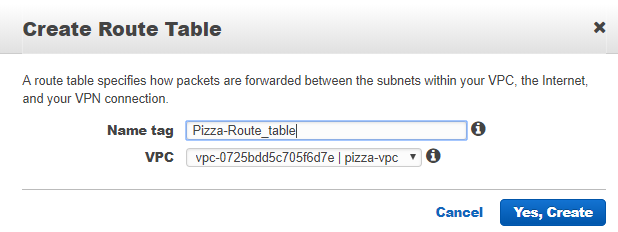 Create Route Table
A route table specifies how packets are forwarded between the subnets within your VPC, the Internet,
and your VPN connection.
Name tag Pizza-Route_table
VPC vpc-0725bdd5c705f6d7e | pizza-vpc
Cancel Yes, Create